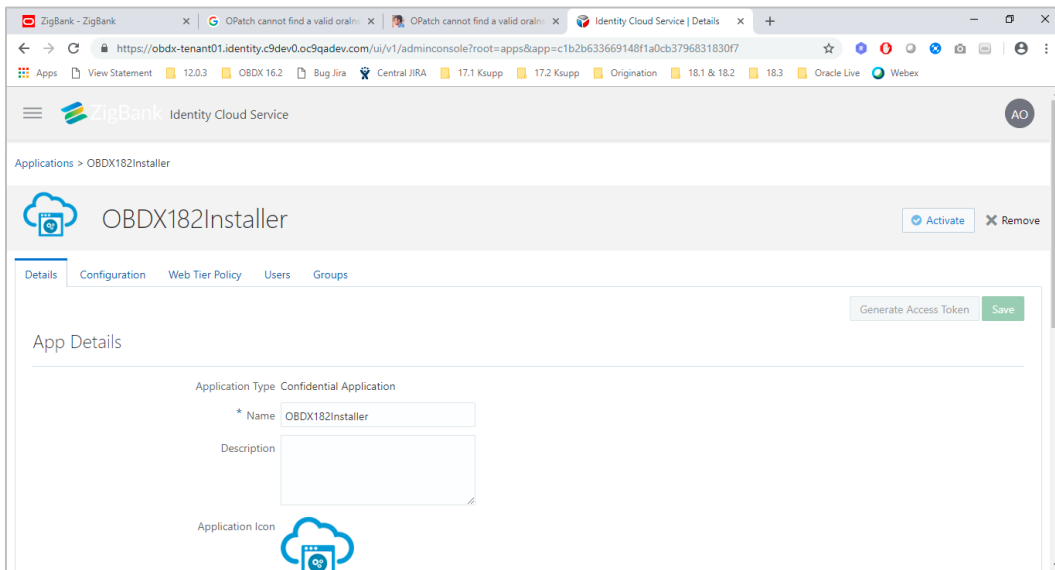 ZigBank - ZigBank
OPatch cannot find a valid oraIns
OPatch cannot find a valid oraIns
Identity Cloud Service | Details
https://obdx-tenant01.identity.c9dev0.oc9qadev.com/ui/v1/adminconsole?root=apps&app=c1b2b633669148f1a0cb3796831830f7
Apps View Statement 12.0.3 OBDX 16.2 Bug Jira Central JIRA 17.1 Ksupp 17.2 Ksupp Origination 18.1 & 18.2 18.3 Oracle Live Webex
ZigBank Identity Cloud Service
AO
Applications > OBDX182Installer
OBDX182Installer
Activate Remove
Details Configuration Web Tier Policy Users Groups
Generate Access Token Save
App Details
Application Type Confidential Application
* Name OBDX182Installer
Description
Application Icon